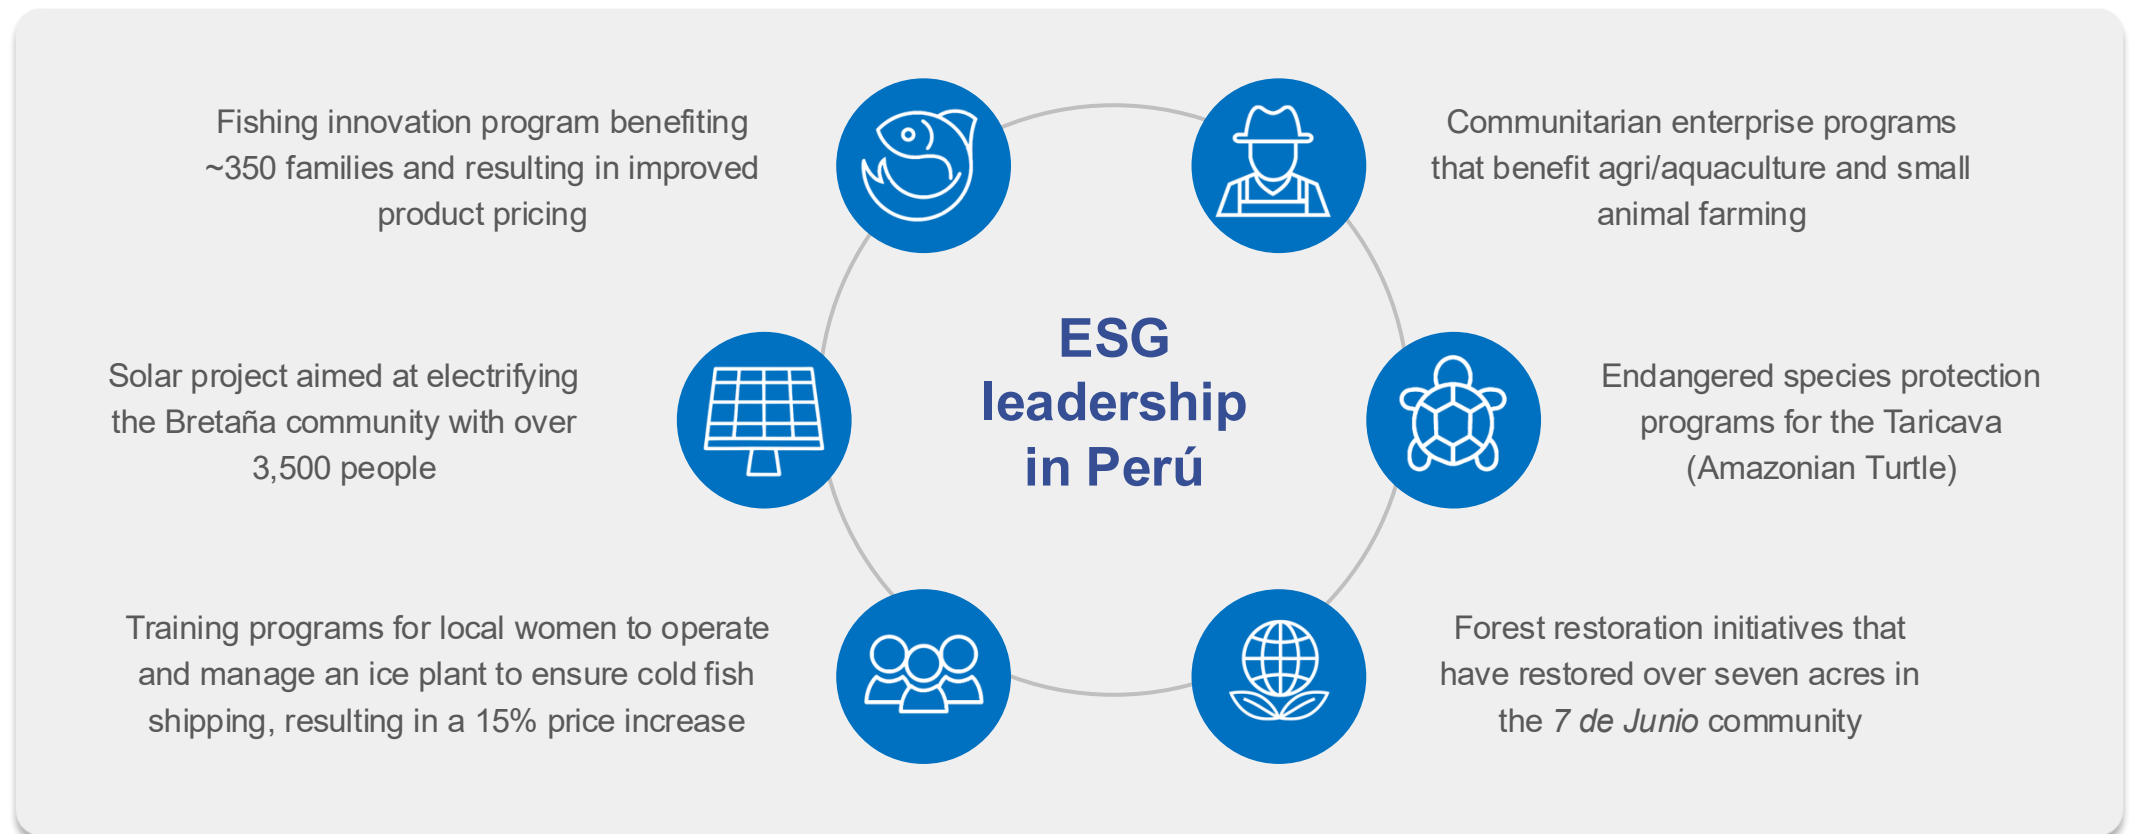 Fishing innovation program benefiting
~350 families and resulting in improved
product pricing
Communitarian enterprise programs
that benefit agri/aquaculture and small
animal farming
ESG
leadership
in Perú
Solar project aimed at electrifying
the Bretaña community with over
3,500 people
Endangered species protection
programs for the Taricava
(Amazonian Turtle)
Training programs for local women to operate
and manage an ice plant to ensure cold fish
shipping, resulting in a 15% price increase
Forest restoration initiatives that
have restored over seven acres in
the 7 de Junio community